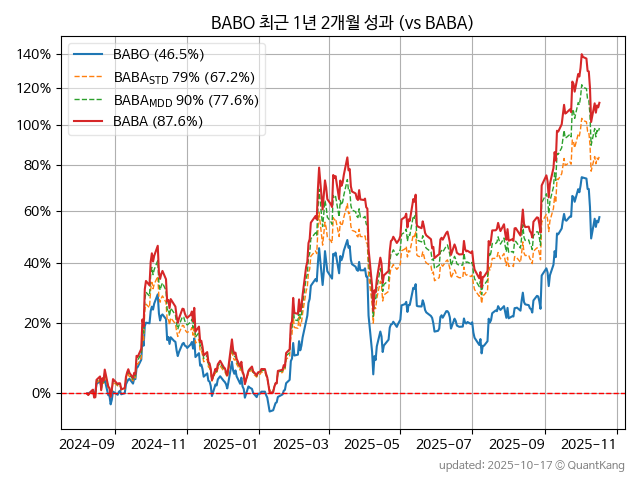 BABO 최근 1년 2개월 성과 (vs BABA)
BABO (46.5%)
BABA_STD 79% (67.2%)
BABA_MDD 90% (77.6%)
BABA (87.6%)
140%
120%
100%
80%
60%
40%
20%
0%
2024-09 2024-11 2025-01 2025-03 2025-05 2025-07 2025-09 2025-11
updated: 2025-10-17 © QuantKang